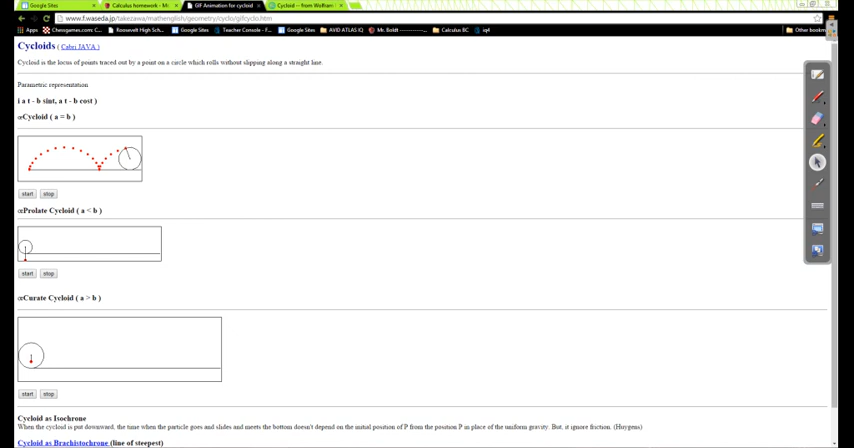 Google Sites
Calculus homework - M
GIF Animation for cycloid
Cycloid -- from Wolfram
www.f.waseda.jp/takezawa/mathenglish/geometry/cyclo/gifcyclo.htm
Apps
Chessgames.com: C...
Roosevelt High School...
Google Sites
Teacher Console - f...
Google Sites
AVID ATLAS IQ
Mr. Boldt
Calculus BC
iq4
Other bookm
Cycloids ( Cabri JAVA )
Cycloid is the locus of points traced out by a point on a circle which rolls without slipping along a straight line.
Parametric representation
i a t - b sint, a t - b cost )
αCycloid ( a = b )
start stop
αProlate Cycloid ( a < b )
start stop
αCurate Cycloid ( a > b )
start stop
Cycloid as Isochrone
When the cycloid is put downward, the time when the particle goes and slides and meets the bottom doesn't depend on the initial position of P from the position P in place of the uniform gravity. But, it ignore friction. (Huygens)
Cycloid as Brachistochrone (line of steepest)